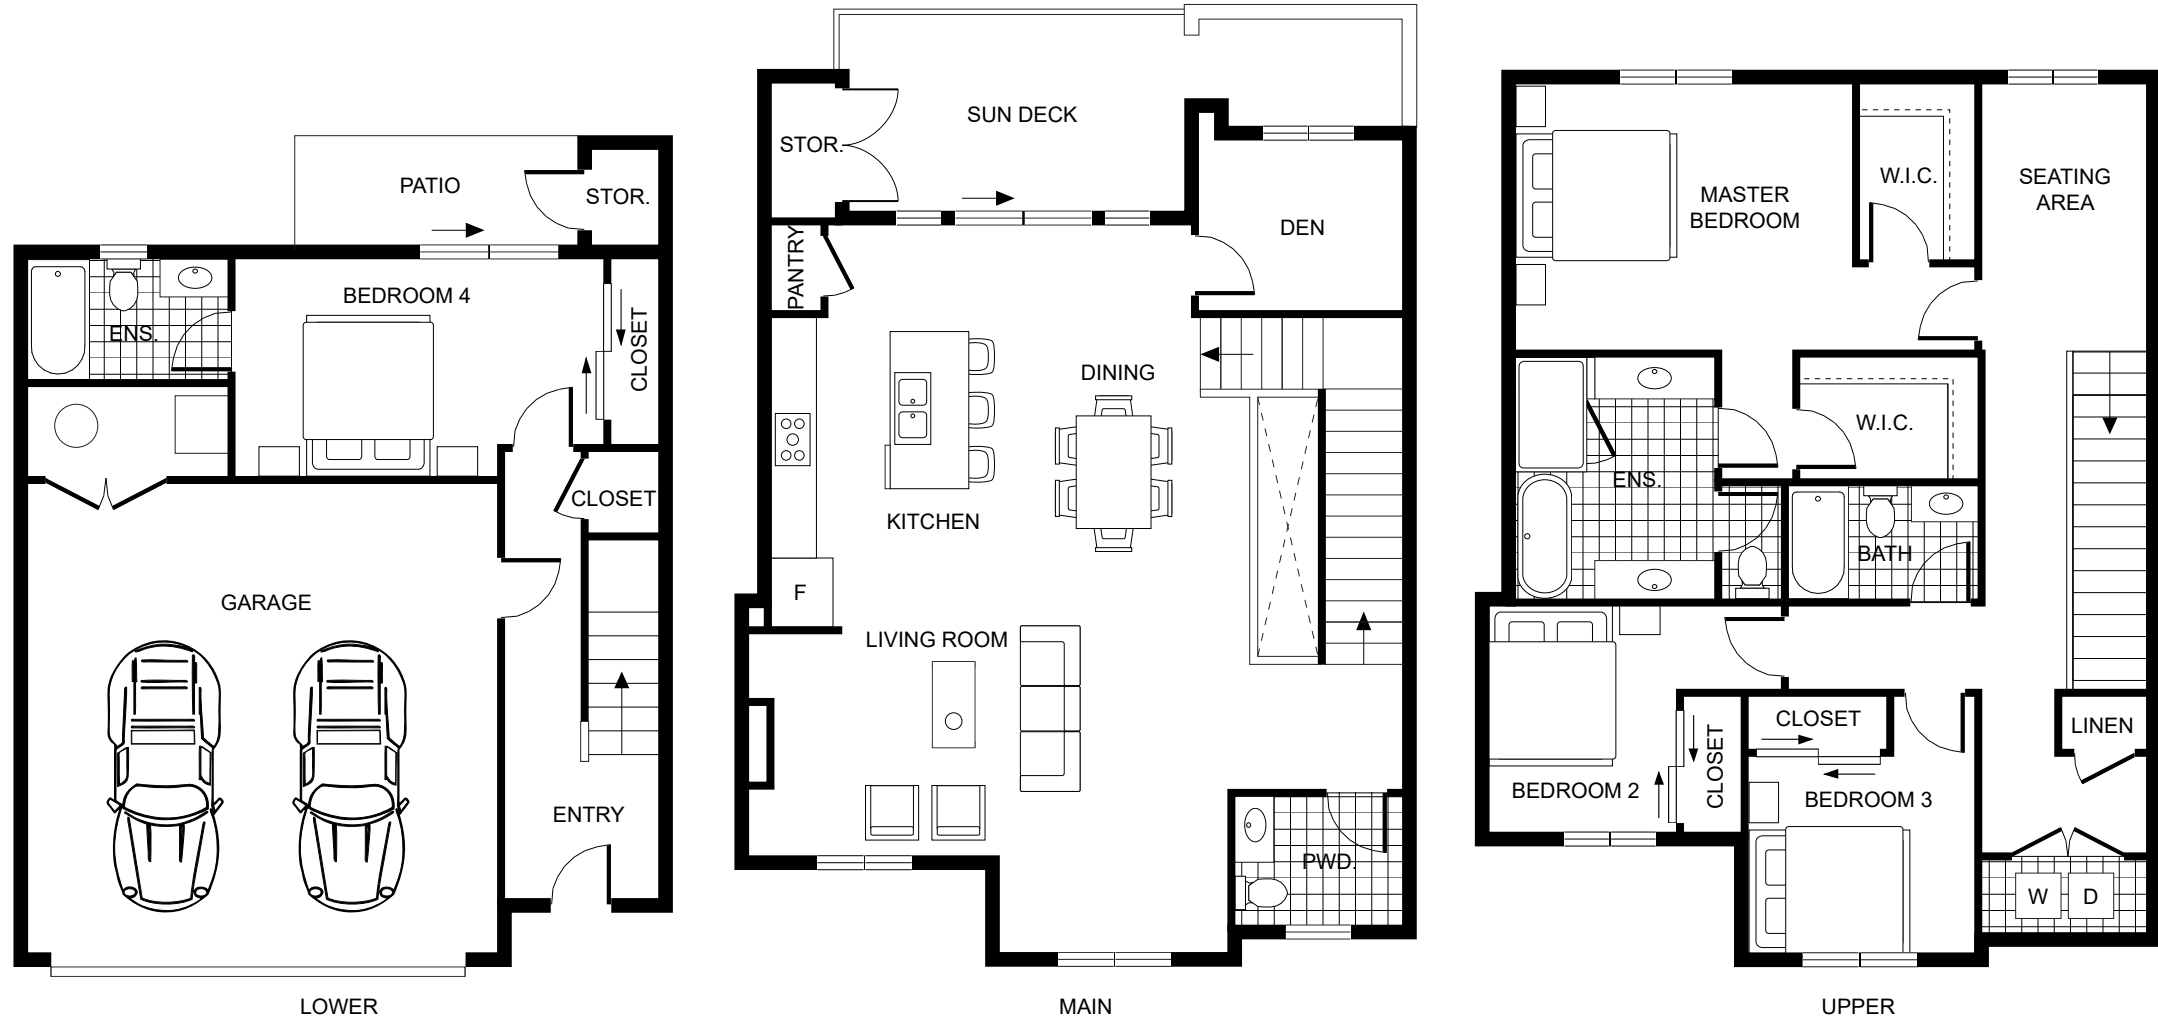 PATIO
STOR.
BEDROOM 4
ENS.
CLOSET
CLOSET
GARAGE
ENTRY
LOWER
SUN DECK
STOR.
DEN
PANTRY
DINING
KITCHEN
F
LIVING ROOM
PWD.
MAIN
W.I.C.
MASTER
BEDROOM
SEATING
AREA
W.I.C.
ENS.
BATH
CLOSET
LINEN
CLOSET
BEDROOM 2
BEDROOM 3
W
D
UPPER